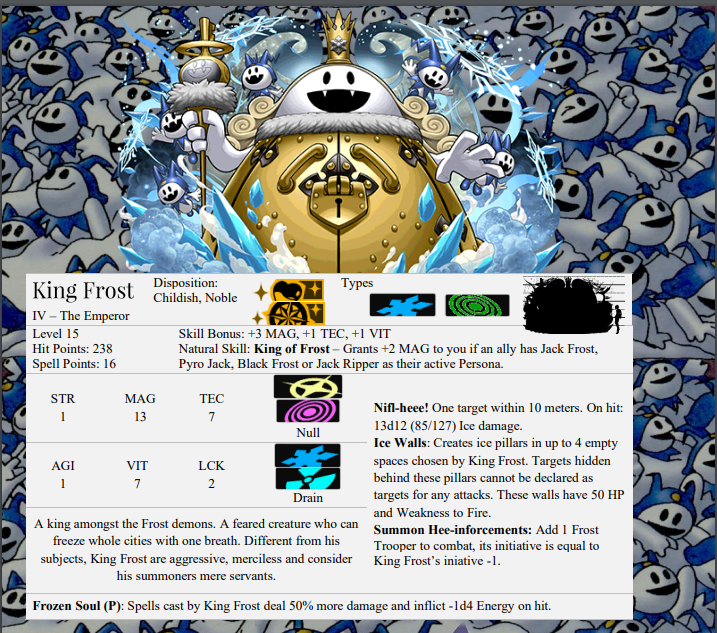 King Frost
Disposition:
Childish, Noble
Types
IV – The Emperor
Level 15
Hit Points: 238
Spell Points: 16
Skill Bonus: +3 MAG, +1 TEC, +1 VIT
Natural Skill: King of Frost – Grants +2 MAG to you if an ally has Jack Frost,
Pyro Jack, Black Frost or Jack Ripper as their active Persona.
STR MAG TEC
1 13 7
Null
AGI VIT LCK
1 7 2
Drain
A king amongst the Frost demons. A feared creature who can
freeze whole cities with one breath. Different from his
subjects, King Frost are aggressive, merciless and consider
his summoners mere servants.
Nifl-heee! One target within 10 meters. On hit:
13d12 (85/127) Ice damage.
Ice Walls: Creates ice pillars in up to 4 empty
spaces chosen by King Frost. Targets hidden
behind these pillars cannot be declared as
targets for any attacks. These walls have 50 HP
and Weakness to Fire.
Summon Hee-inforcements: Add 1 Frost
Trooper to combat, its initiative is equal to
King Frost's iniative -1.
Frozen Soul (P): Spells cast by King Frost deal 50% more damage and inflict -1d4 Energy on hit.